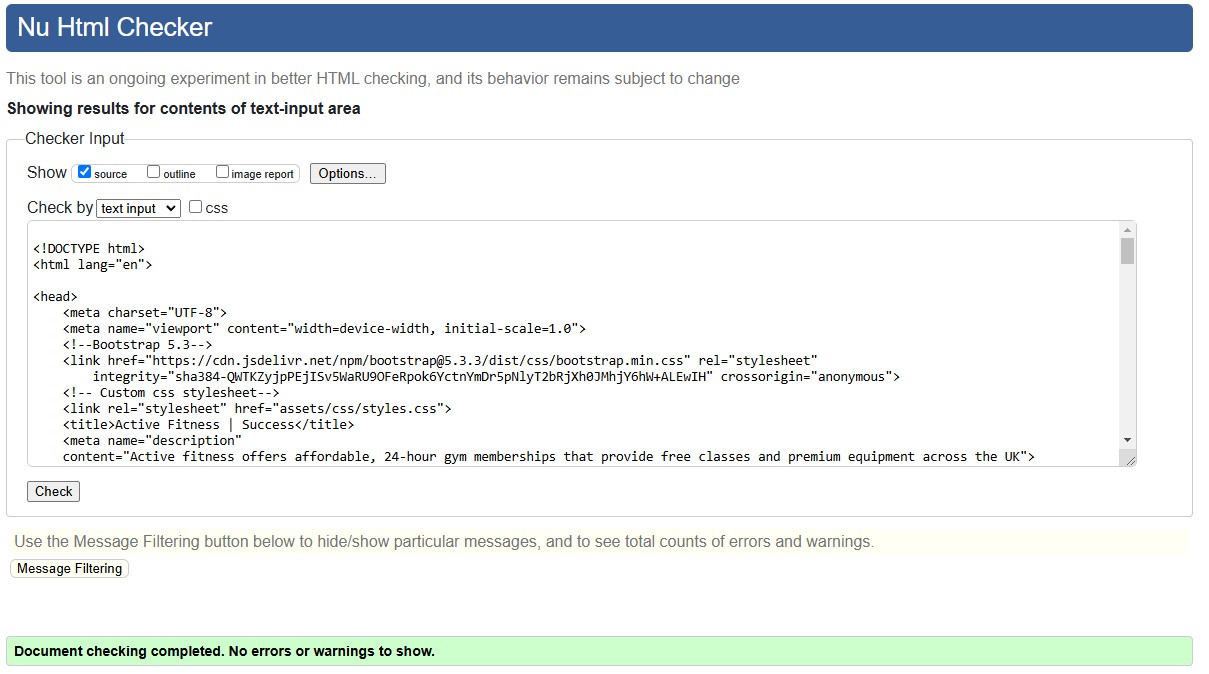 Nu Html Checker
This tool is an ongoing experiment in better HTML checking, and its behavior remains subject to change
Showing results for contents of text-input area
Checker Input
Show source outline image report Options...
Check by text input css
<!DOCTYPE html>
<html lang="en">
<head>
<meta charset="UTF-8">
<meta name="viewport" content="width=device-width, initial-scale=1.0">
<!--Bootstrap 5.3-->
<link href="https://cdn.jsdelivr.net/npm/bootstrap@5.3.3/dist/css/bootstrap.min.css" rel="stylesheet"
integrity="sha384-QWTKZyjpPEjISv5WaRU9OFeRpok6YctnYmDr5pNlyT2bRjXh0JMhjY6hW+ALEwIH" crossorigin="anonymous">
<!-- Custom css stylesheet-->
<link rel="stylesheet" href="assets/css/styles.css">
<title>Active Fitness | Success</title>
<meta name="description"
content="Active fitness offers affordable, 24-hour gym memberships that provide free classes and premium equipment across the UK">
Check
Use the Message Filtering button below to hide/show particular messages, and to see total counts of errors and warnings.
Message Filtering
Document checking completed. No errors or warnings to show.